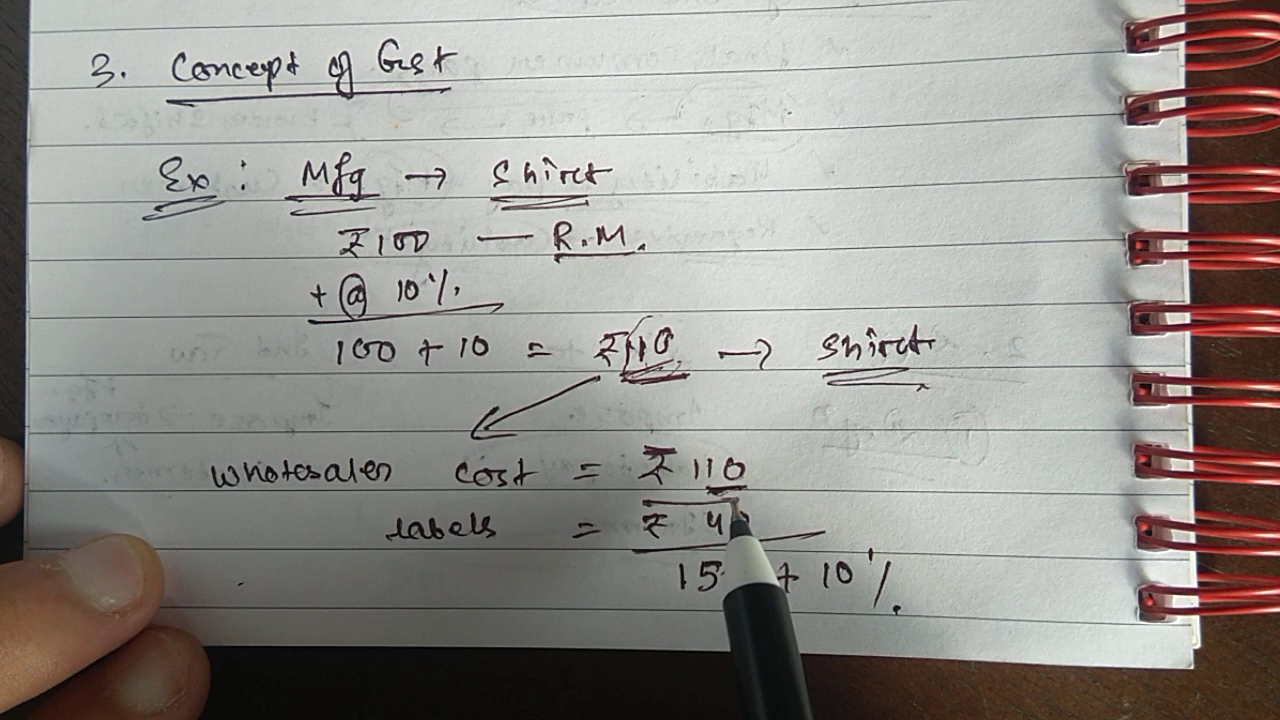 3. Concept of Gst
Ex: Mfg → Shirt
₹100 — R.M.
+ @ 10%.
100 + 10 = ₹110 → shirt
wholesaler cost = ₹110
labels = ₹ 4
15 + 10%.